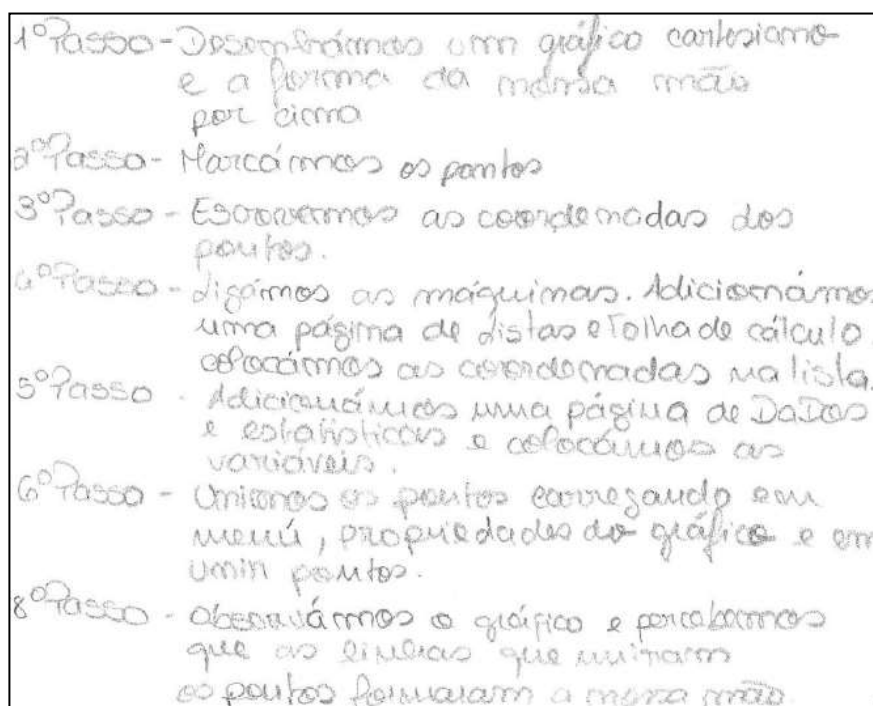 1º Passo - Desenhámos um gráfico cartesiano
e a forma da nossa mão
por cima
2º Passo - Marcámos os pontos
3º Passo - Escrevemos as coordenadas dos
pontos.
4º Passo - Ligámos as máquinas. Adicionámos
uma página de Listas e Folha de cálculo.
colocámos as coordenadas na lista.
5º Passo . Adicionámos uma página de DaDos
e estatísticas e colocámos as
variáveis.
6º Passo - Unimos os pontos carregando em
menú, propriedades do gráfico e em
Unir pontos.
8º Passo - Observámos o gráfico e percebemos
que as linhas que uniram
os pontos formaram a nossa mão.